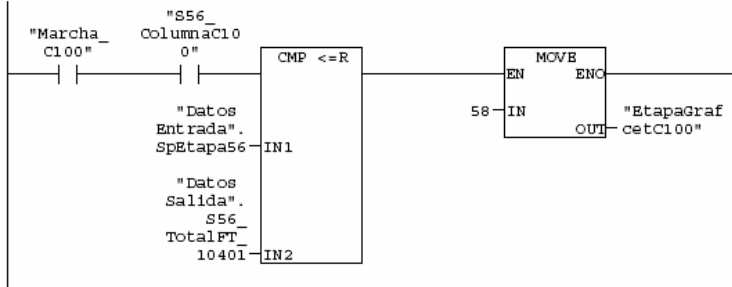 "Marcha_
C100"
"S56_
ColumnaC10
0"
CMP <=R
"Datos
Entrada".
SpEtapa56
IN1
"Datos
Salida".
S56_
TotalFT_
10401
IN2
MOVE
EN ENO
58 IN
OUT
"EtapaGraf
cetC100"